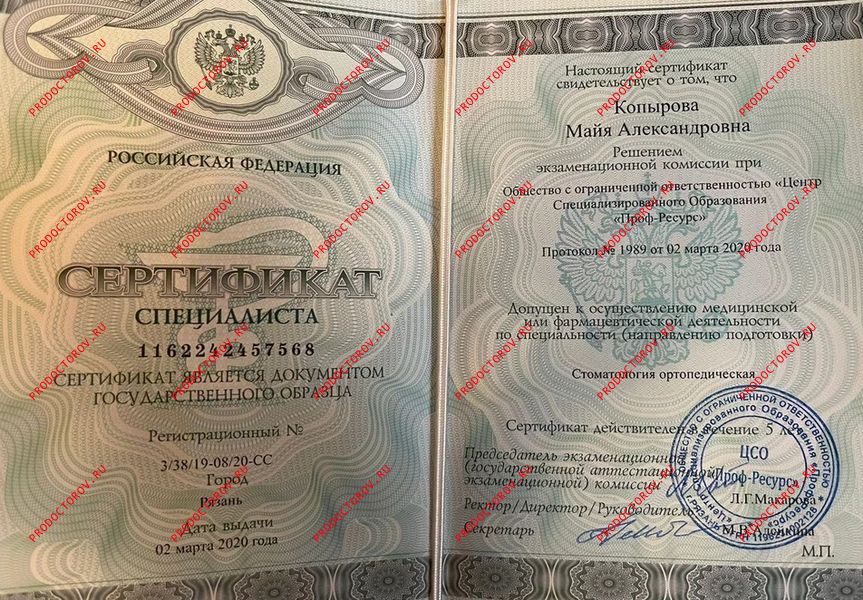 РОССИЙСКАЯ ФЕДЕРАЦИЯ
СЕРТИФИКАТ
СПЕЦИАЛИСТА
1162242457568
СЕРТИФИКАТ ЯВЛЯЕТСЯ ДОКУМЕНТОМ
ГОСУДАРСТВЕННОГО ОБРАЗЦА
Регистрационный №
3/38/19-08/20-СС
Город
Рязань
Дата выдачи
02 марта 2020 года
Настоящий сертификат
свидетельствует о том, что
Копырова
Майя Александровна
Решением
экзаменационной комиссии при
Общество с ограниченной ответственностью «Центр
Специализированного Образования
«Проф-Ресурс»
Протокол № 1989 от 02 марта 2020 года
Допущен к осуществлению медицинской
или фармацевтической деятельности
по специальности (направлению подготовки)
Стоматология ортопедическая
Сертификат действителен в течение 5 лет
Председатель экзаменационной
(государственной аттестационной
экзаменационной) комиссии
Л.Г.Макарова
Ректор/Директор/Руководитель
Секретарь
М.П.
ЦСО
"Проф-Ресурс"
PRODOCTOROV.RU